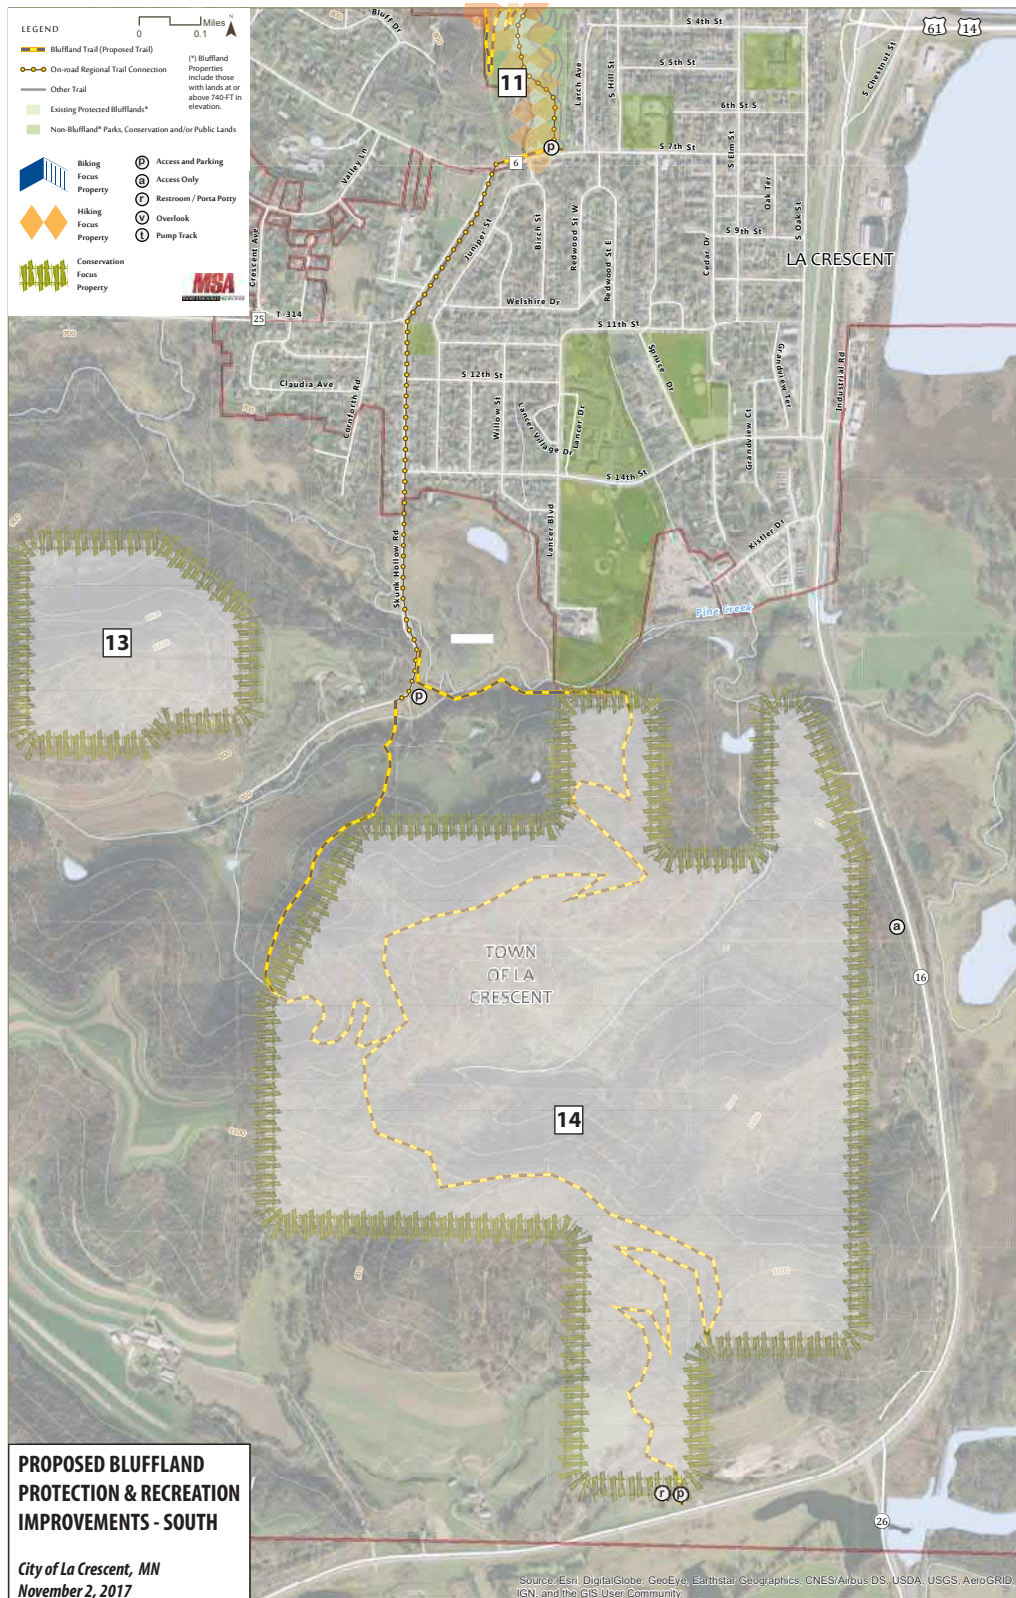 LEGEND
Miles
0 0.1
N
Bluffland Trail (Proposed Trail)
On-road Regional Trail Connection
Other Trail
Existing Protected Blufflands*
Non-Bluffland* Parks, Conservation and/or Public Lands
(*) Bluffland
Properties
include those
with lands at or
above 740-FT in
elevation.
Biking
Focus
Property
Hiking
Focus
Property
Conservation
Focus
Property
p Access and Parking
a Access Only
r Restroom / Porta Potty
v Overlook
t Pump Track
MSA
Bluff Dr
Valley Ln
Crescent Ave
25
T-314
Claudia Ave
Cornforth Rd
700
700
11
p
6
Larch Ave
S Hill St
S 4th St
S 5th St
6th St S
S 7th St
S Elm St
Oak Ter
S Oak St
S 9th St
Cedar Dr
S Chestnut St
61 14
LA CRESCENT
Juniper St
Birch St
Redwood St W
Redwood St E
Welshire Dr
S 11th St
S 12th St
Willow St
Lancer Village Dr
Lancer Dr
Spruce Dr
Grandview Ter
Grandview Ct
Industrial Rd
S 14th St
Lancer Blvd
Kistler Dr
Skunk Hollow Rd
Pine Creek
13
p
700
TOWN
OF LA
CRESCENT
a
16
14
1100
1100
r p
26
PROPOSED BLUFFLAND
PROTECTION & RECREATION
IMPROVEMENTS - SOUTH
City of La Crescent, MN
November 2, 2017
Source: Esri, DigitalGlobe, GeoEye, Earthstar Geographics, CNES/Airbus DS, USDA, USGS, AeroGRID,
IGN, and the GIS User Community